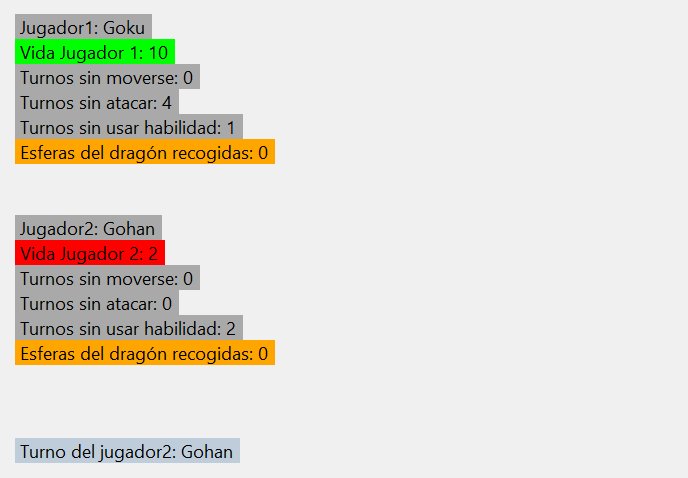 Jugador1: Goku
Vida Jugador 1: 10
Turnos sin moverse: 0
Turnos sin atacar: 4
Turnos sin usar habilidad: 1
Esferas del dragón recogidas: 0
Jugador2: Gohan
Vida Jugador 2: 2
Turnos sin moverse: 0
Turnos sin atacar: 0
Turnos sin usar habilidad: 2
Esferas del dragón recogidas: 0
Turno del jugador2: Gohan